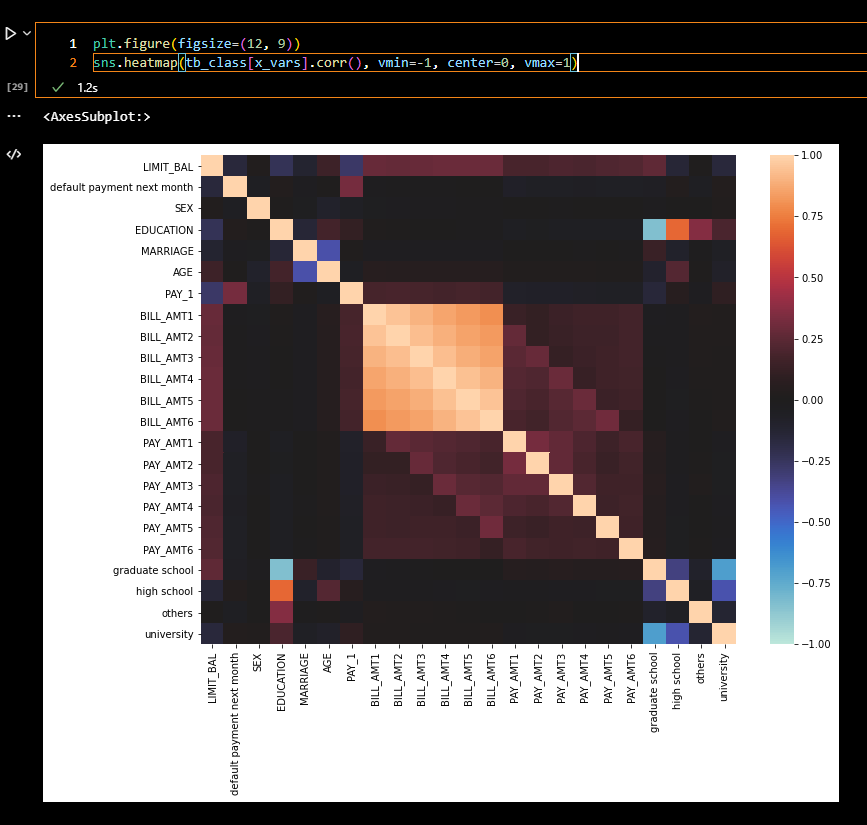 1 plt.figure(figsize=(12, 9))
2 sns.heatmap(tb_class[x_vars].corr(), vmin=-1, center=0, vmax=1)
[29] 1.2s
<AxesSubplot:>
LIMIT_BAL
default payment next month
SEX
EDUCATION
MARRIAGE
AGE
PAY_1
BILL_AMT1
BILL_AMT2
BILL_AMT3
BILL_AMT4
BILL_AMT5
BILL_AMT6
PAY_AMT1
PAY_AMT2
PAY_AMT3
PAY_AMT4
PAY_AMT5
PAY_AMT6
graduate school
high school
others
university
LIMIT_BAL
default payment next month
SEX
EDUCATION
MARRIAGE
AGE
PAY_1
BILL_AMT1
BILL_AMT2
BILL_AMT3
BILL_AMT4
BILL_AMT5
BILL_AMT6
PAY_AMT1
PAY_AMT2
PAY_AMT3
PAY_AMT4
PAY_AMT5
PAY_AMT6
graduate school
high school
others
university
1.00
0.75
0.50
0.25
0.00
−0.25
−0.50
−0.75
−1.00